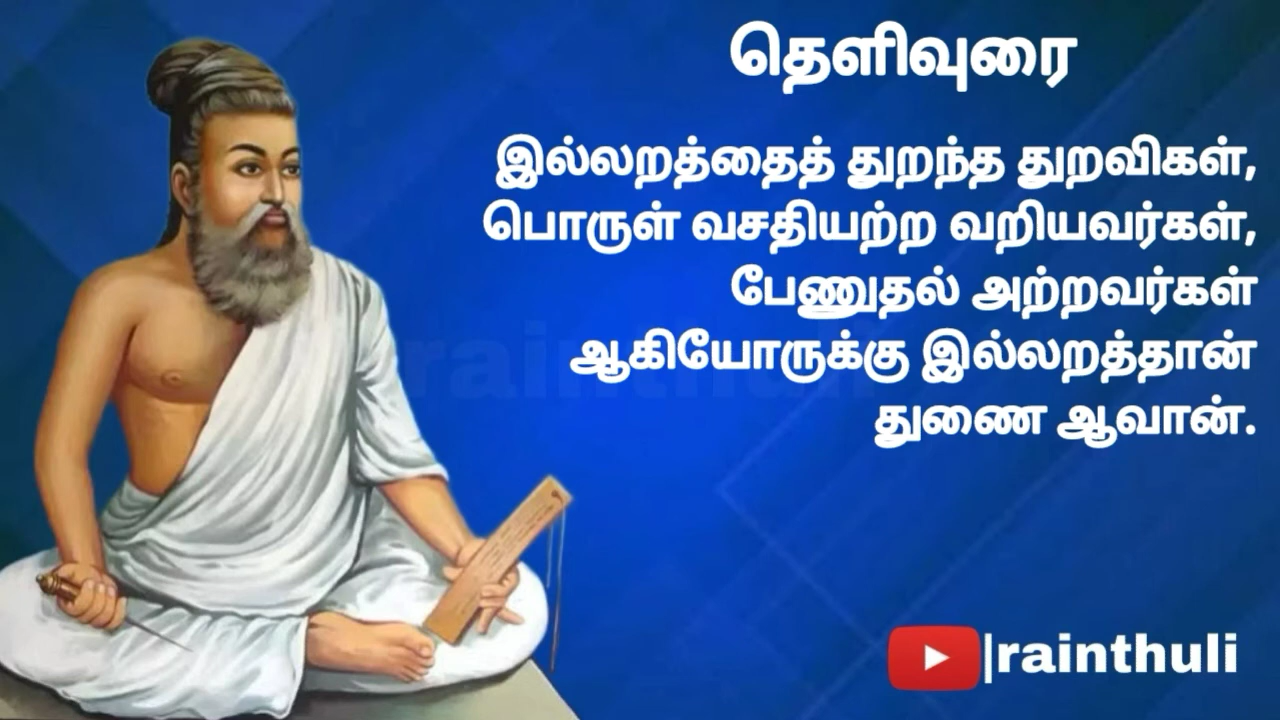 தெளிவுரை
இல்லறத்தைத் துறந்த துறவிகள்,
பொருள் வசதியற்ற வறியவர்கள்,
பேணுதல் அற்றவர்கள்
ஆகியோருக்கு இல்லறத்தான்
துணை ஆவான்.
rainthuli
|rainthuli